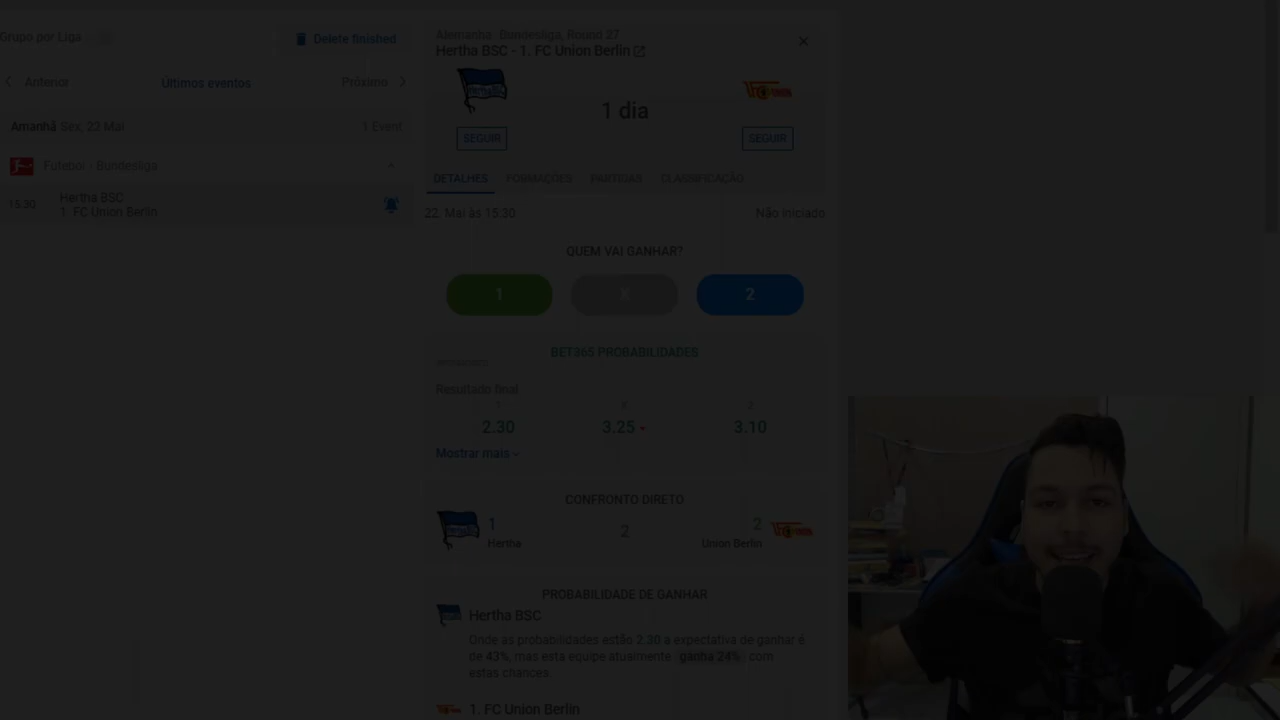 Grupo por Liga
Delete finished
Anterior
Últimos eventos
Próximo
Amanhã Sex, 22 Mai
1 Event
Futebol - Bundesliga
15:30
Hertha BSC
1. FC Union Berlin
Alemanha - Bundesliga, Round 27
Hertha BSC - 1. FC Union Berlin
1 dia
SEGUIR
SEGUIR
DETALHES
FORMAÇÕES
PARTIDAS
CLASSIFICAÇÃO
22. Mai às 15:30
Não iniciado
QUEM VAI GANHAR?
1
X
2
BET365 PROBABILIDADES
Resultado final
1
X
2
2.30
3.25
3.10
Mostrar mais
CONFRONTO DIRETO
1
Hertha
2
2
Union Berlin
PROBABILIDADE DE GANHAR
Hertha BSC
Onde as probabilidades estão 2.30 a expectativa de ganhar é
de 43%, mas esta equipe atualmente ganha 24% com
estas chances.
1. FC Union Berlin